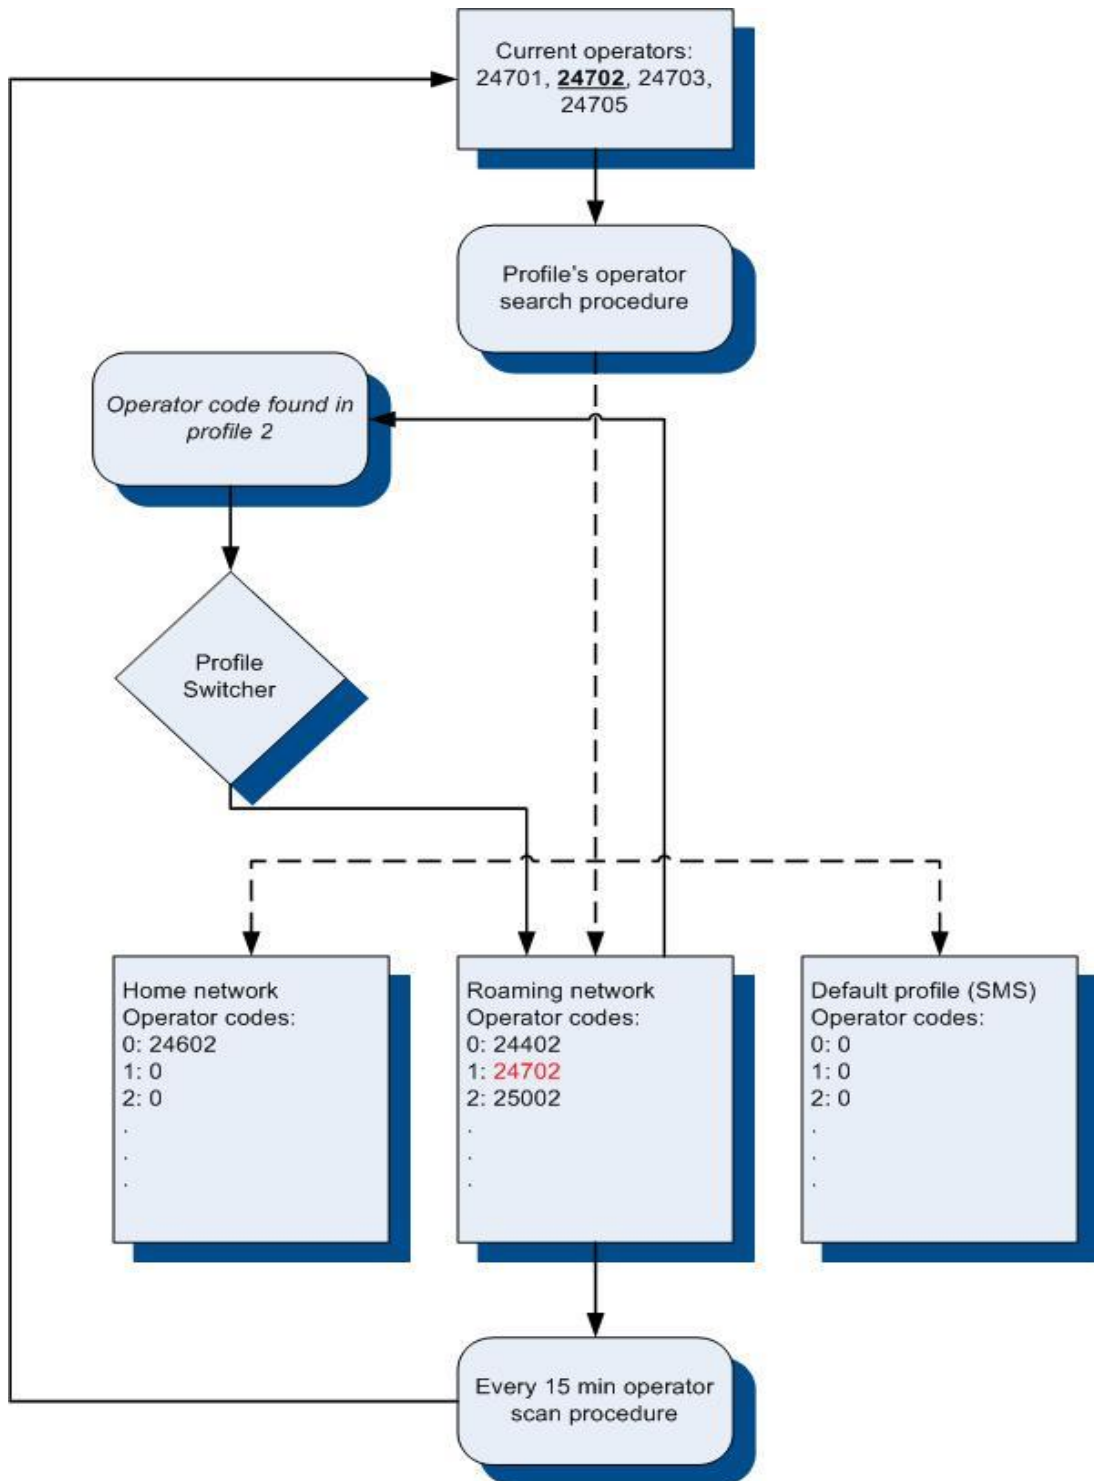 Current operators:
24701, 24702, 24703,
24705
Profile's operator
search procedure
Operator code found in
profile 2
Profile
Switcher
Home network
Operator codes:
0: 24602
1: 0
2: 0
.
.
.
Roaming network
Operator codes:
0: 24402
1: 24702
2: 25002
.
.
.
Default profile (SMS)
Operator codes:
0: 0
1: 0
2: 0
.
.
.
Every 15 min operator
scan procedure